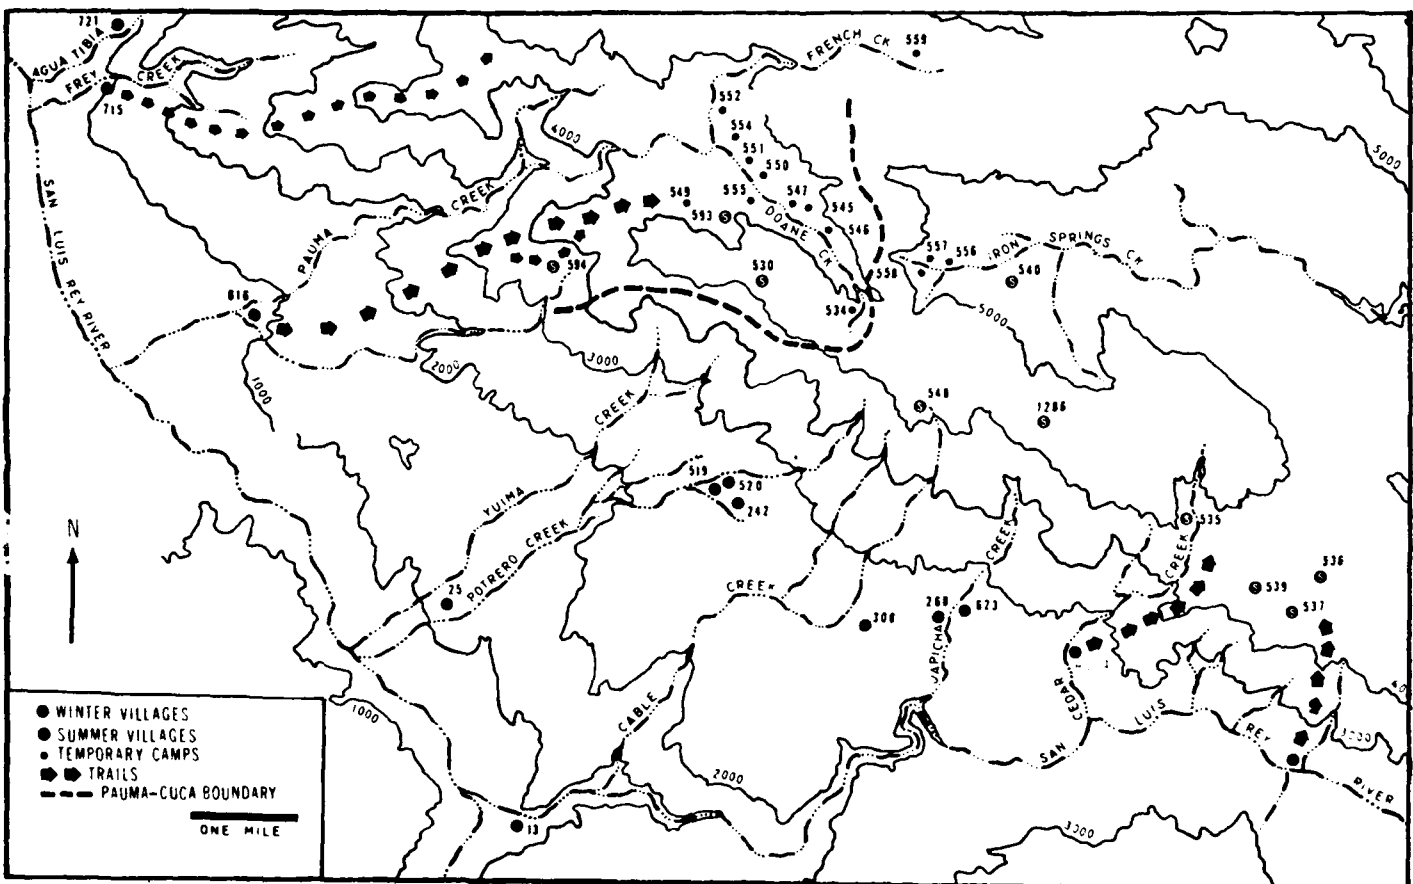 721
AGUA TIBIA
FREY CREEK
715
FRENCH CK
559
552
554
551
550
4000
5000
SAN LUIS REY RIVER
PAUMA CREEK
549
555
547
545
593
DOANE CK
546
594
530
557
556
IRON SPRINGS CK
558
540
616
534
5000
1000
2000
3000
548
1286
YUIMA CREEK
519
520
242
POTRERO CREEK
535
CREEK
CREEK
CREEK
N
25
536
539
537
308
268
623
JAPICHA
CEDAR
CABLE
SAN LUIS REY RIVER
1000
2000
3000
13
WINTER VILLAGES
SUMMER VILLAGES
TEMPORARY CAMPS
TRAILS
PAUMA-CUCA BOUNDARY
ONE MILE